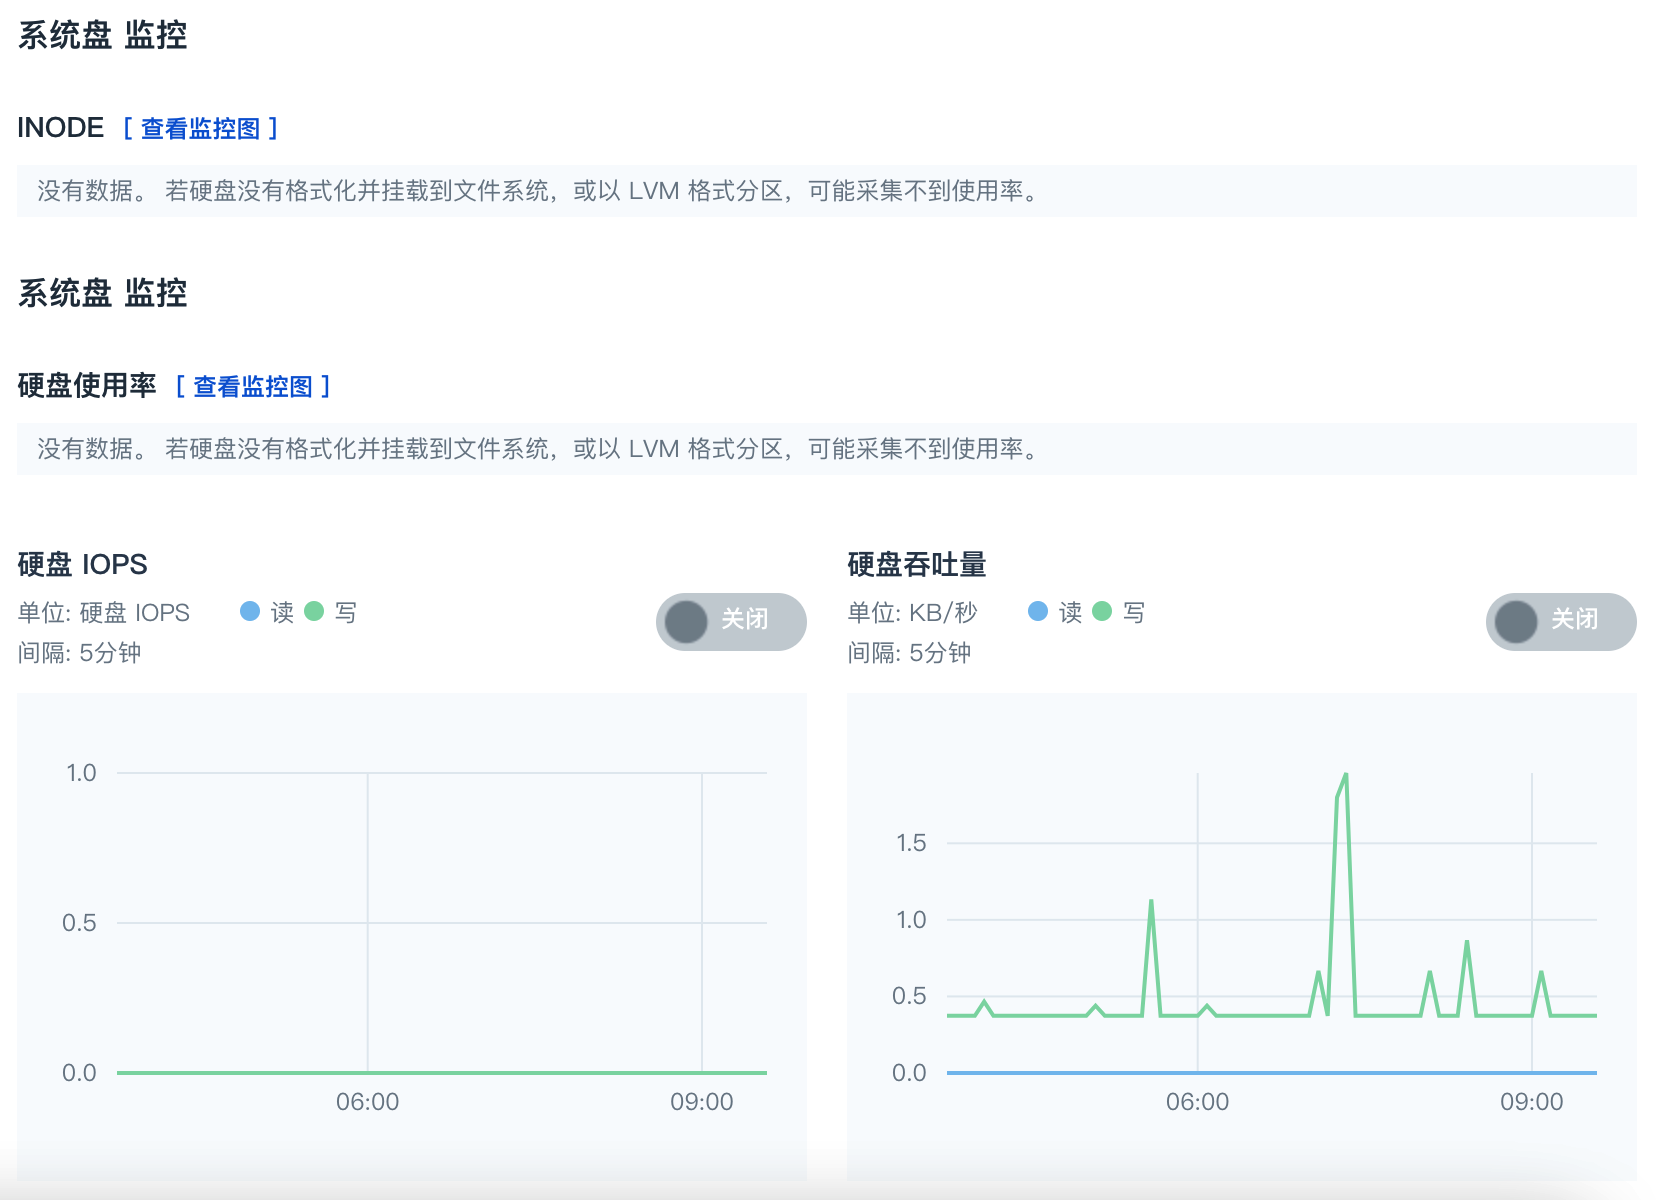 系统盘 监控
INODE [ 查看监控图 ]
没有数据。 若硬盘没有格式化并挂载到文件系统，或以 LVM 格式分区，可能采集不到使用率。
系统盘 监控
硬盘使用率 [ 查看监控图 ]
没有数据。 若硬盘没有格式化并挂载到文件系统，或以 LVM 格式分区，可能采集不到使用率。
硬盘 IOPS
单位: 硬盘 IOPS 读 写
间隔: 5分钟
关闭
1.0
0.5
0.0
06:00 09:00
硬盘吞吐量
单位: KB/秒 读 写
间隔: 5分钟
关闭
1.5
1.0
0.5
0.0
06:00 09:00